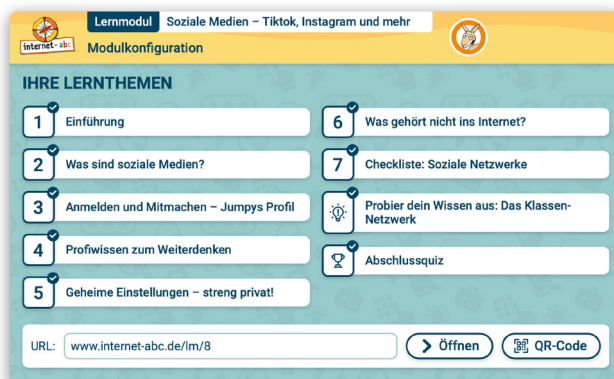 internet-abc
Lernmodul Soziale Medien – Tiktok, Instagram und mehr
Modulkonfiguration
IHRE LERNTHEMEN
1 Einführung
2 Was sind soziale Medien?
3 Anmelden und Mitmachen – Jumpys Profil
4 Profiwissen zum Weiterdenken
5 Geheime Einstellungen – streng privat!
6 Was gehört nicht ins Internet?
7 Checkliste: Soziale Netzwerke
Probier dein Wissen aus: Das Klassen-
Netzwerk
Abschlussquiz
URL: www.internet-abc.de/lm/8 Öffnen QR-Code